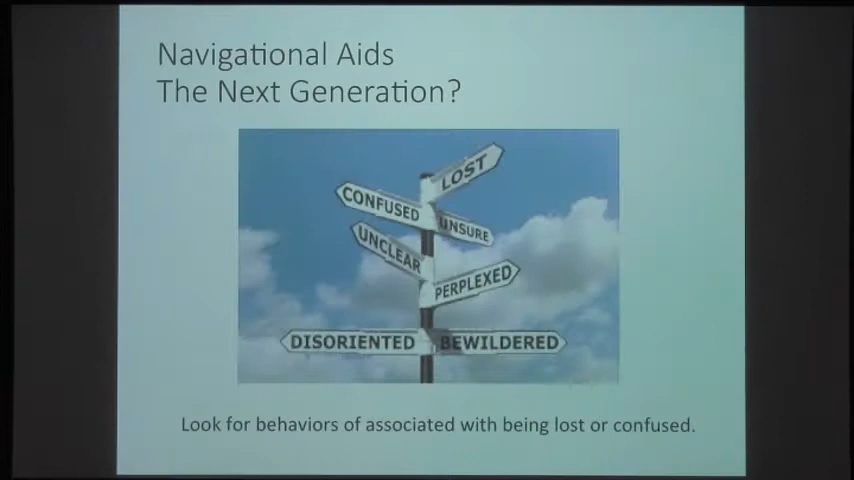 Navigational Aids
The Next Generation?
LOST
CONFUSED
UNSURE
UNCLEAR
PERPLEXED
DISORIENTED
BEWILDERED
Look for behaviors of associated with being lost or confused.